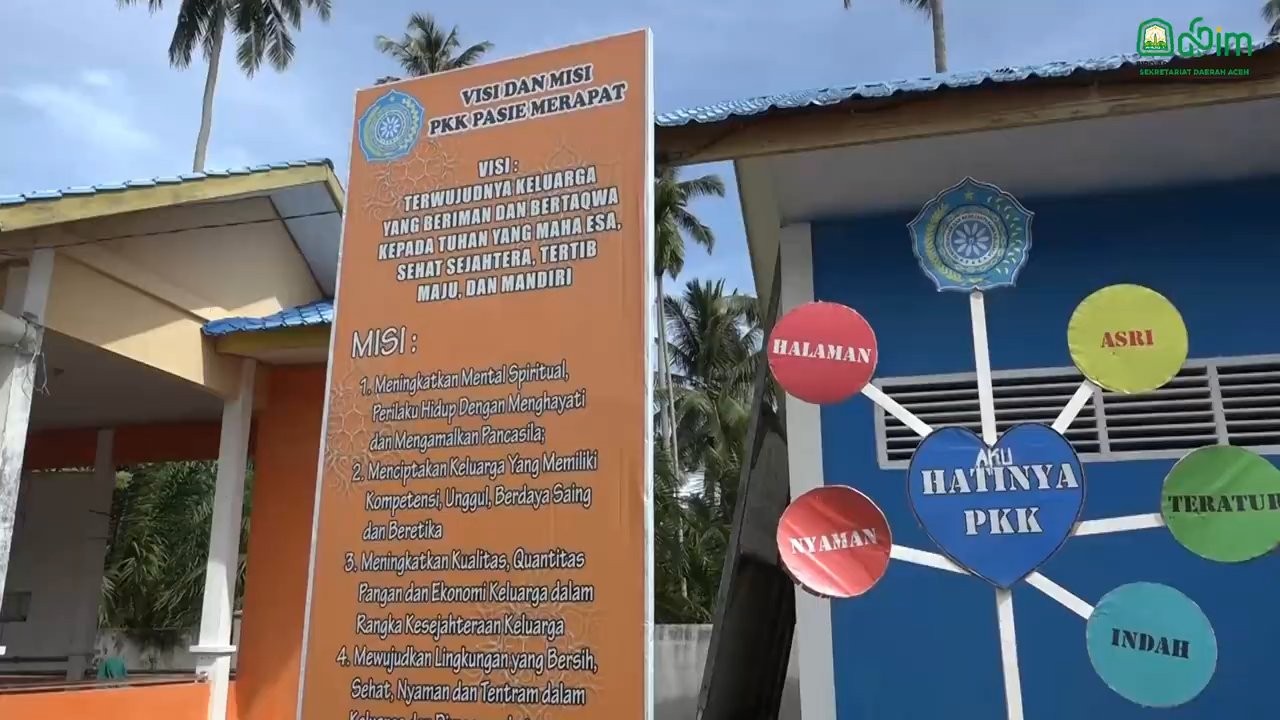 VISI DAN MISI
PKK PASIE MERAPAT
VISI :
TERWUJUDNYA KELUARGA
YANG BERIMAN DAN BERTAQWA
KEPADA TUHAN YANG MAHA ESA,
SEHAT SEJAHTERA, TERTIB
MAJU, DAN MANDIRI
MISI :
1. Meningkatkan Mental Spiritual,
Perilaku Hidup Dengan Menghayati
dan Mengamalkan Pancasila;
2. Menciptakan Keluarga Yang Memiliki
Kompetensi, Unggul, Berdaya Saing
dan Beretika
3. Meningkatkan Kualitas, Quantitas
Pangan dan Ekonomi Keluarga dalam
Rangka Kesejahteraan Keluarga
4. Mewujudkan Lingkungan yang Bersih,
Sehat, Nyaman dan Tentram dalam
HALAMAN
ASRI
AKU
HATINYA
PKK
TERATUR
NYAMAN
INDAH
SEKRETARIAT DAERAH ACEH